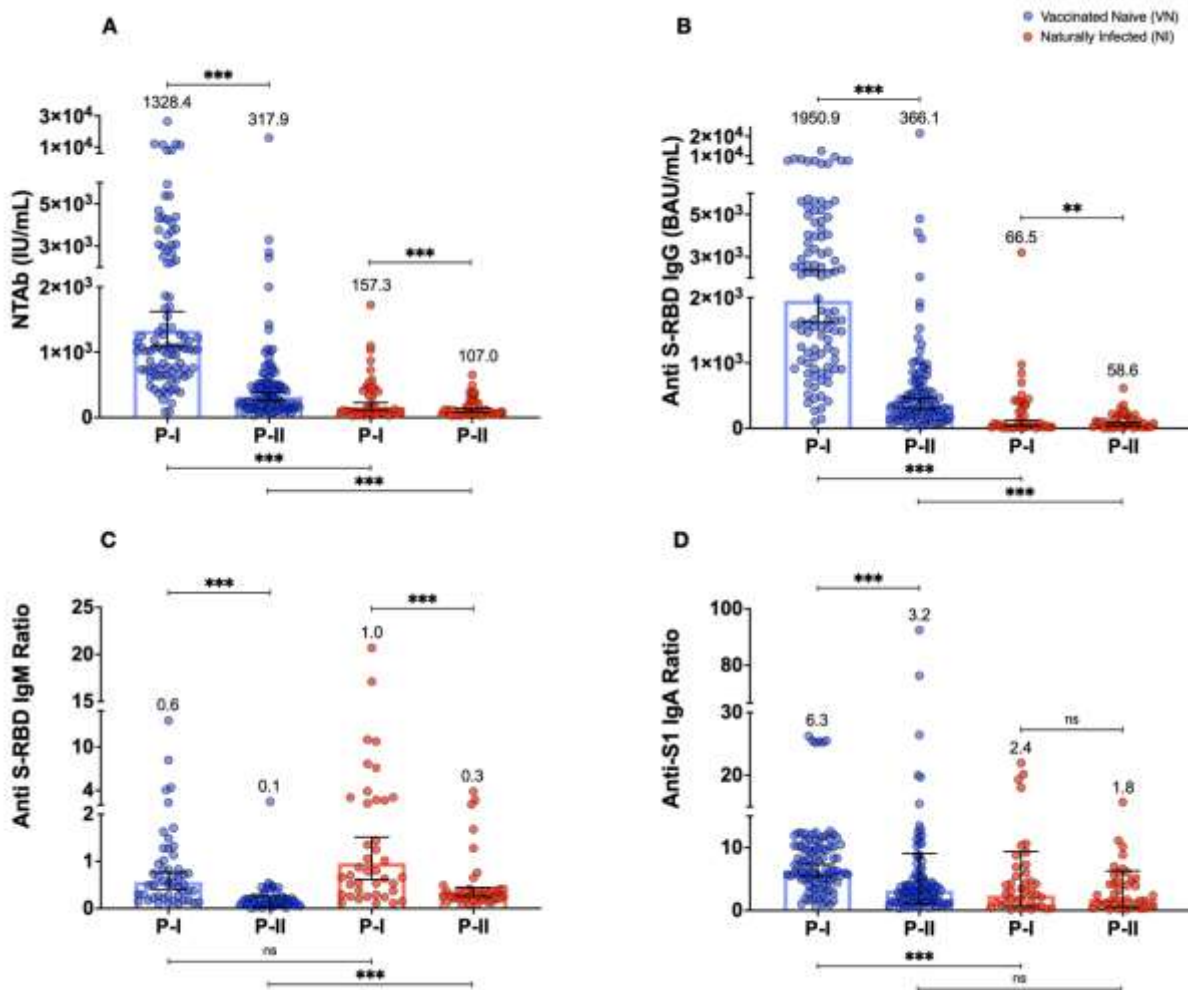 A
B
Vaccinated Naive (VN)
Naturally Infected (NI)
NTAb (IU/mL)
3×10⁴
1×10⁴
5×10³
3×10³
2×10³
1×10³
0
***
1328.4
317.9
***
157.3
107.0
P-I
P-II
P-I
P-II
***
***
Anti S-RBD IgG (BAU/mL)
2×10⁴
1×10⁴
5×10³
3×10³
2×10³
1×10³
0
***
1950.9
366.1
**
66.5
58.6
P-I
P-II
P-I
P-II
***
***
C
Anti S-RBD IgM Ratio
25
20
15
10
4
2
1
0
***
***
0.6
0.1
1.0
0.3
P-I
P-II
P-I
P-II
ns
***
D
Anti-S1 IgA Ratio
100
80
30
20
10
0
***
3.2
6.3
ns
2.4
1.8
P-I
P-II
P-I
P-II
***
ns